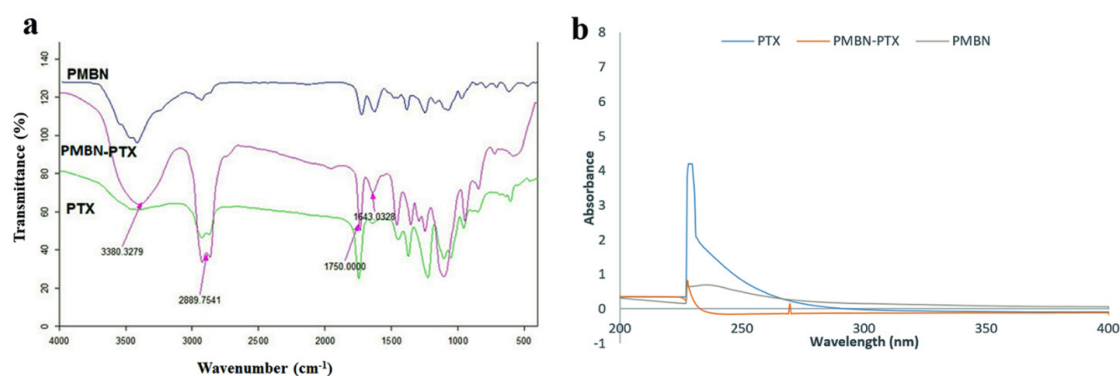 a
PMBN
PMBN-PTX
PTX
3380.3279
2889.7541
1750.0000
1643.0328
Transmittance (%)
140
120
100
80
60
40
20
0
4000 3500 3000 2500 2000 1500 1000 500
Wavenumber (cm-1)
b
PTX PMBN-PTX PMBN
Absorbance
8
7
6
5
4
3
2
1
0
-1
200 250 300 350 400
Wavelength (nm)